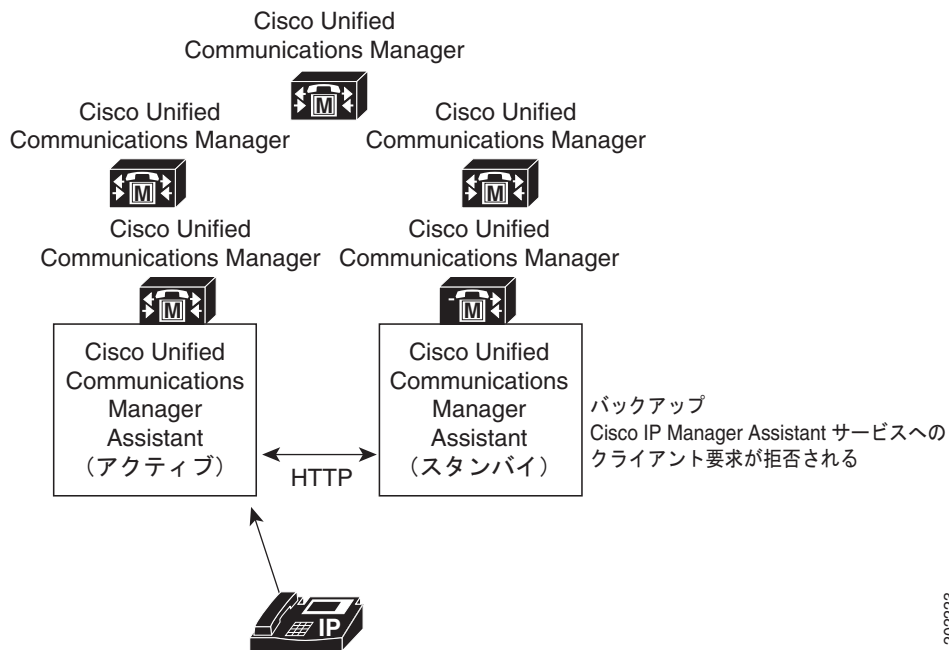 Cisco Unified
Communications Manager
M
Cisco Unified
Communications Manager
M
Cisco Unified
Communications Manager
M
Cisco Unified
Communications Manager
M
Cisco Unified
Communications Manager
M
Cisco Unified
Communications
Manager
Assistant
（アクティブ）
HTTP
Cisco Unified
Communications
Manager
Assistant
（スタンバイ）
バックアップ
Cisco IP Manager Assistant サービスへの
クライアント要求が拒否される
IP